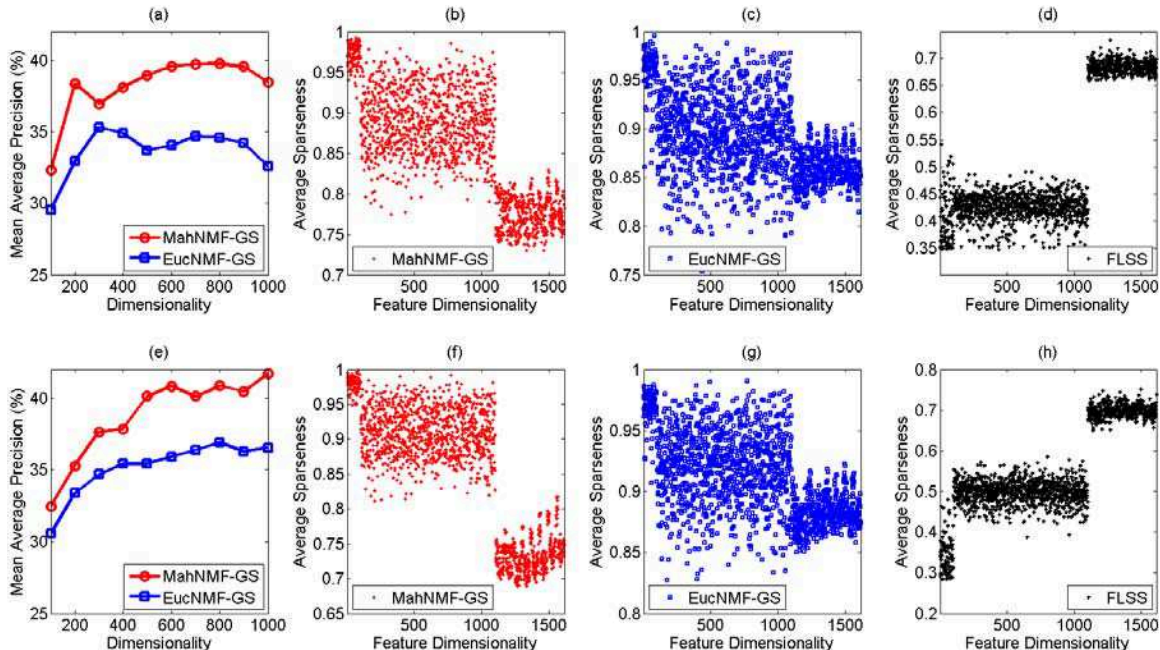 (a)
Mean Average Precision (%)
40
35
30
25
200 400 600 800 1000
Dimensionality
MahNMF-GS
EucNMF-GS
(b)
Average Sparseness
1
0.95
0.9
0.85
0.8
0.75
0.7
500 1000 1500
Feature Dimensionality
MahNMF-GS
(c)
Average Sparseness
1
0.95
0.9
0.85
0.8
0.75
500 1000 1500
Feature Dimensionality
EucNMF-GS
(d)
Average Sparseness
0.7
0.65
0.6
0.55
0.5
0.45
0.4
0.35
500 1000 1500
Feature Dimensionality
FLSS
(e)
Mean Average Precision (%)
40
35
30
25
200 400 600 800 1000
Dimensionality
MahNMF-GS
EucNMF-GS
(f)
Average Sparseness
1
0.95
0.9
0.85
0.8
0.75
0.7
0.65
500 1000 1500
Feature Dimensionality
MahNMF-GS
(g)
Average Sparseness
1
0.95
0.9
0.85
0.8
500 1000 1500
Feature Dimensionality
EucNMF-GS
(h)
Average Sparseness
0.8
0.7
0.6
0.5
0.4
0.3
0.2
500 1000 1500
Feature Dimensionality
FLSS